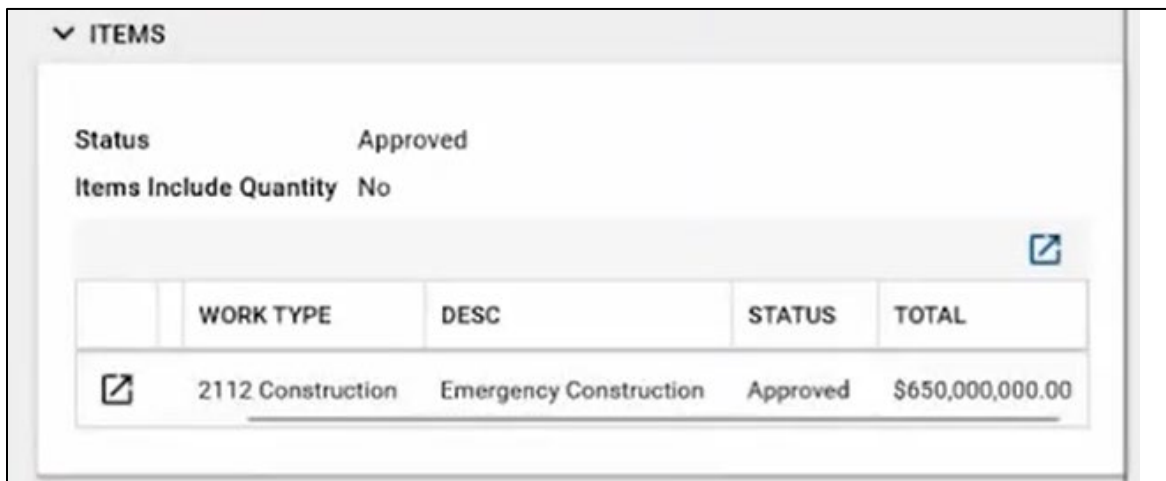 ITEMS
Status Approved
Items Include Quantity No
WORK TYPE DESC STATUS TOTAL
2112 Construction Emergency Construction Approved $650,000,000.00